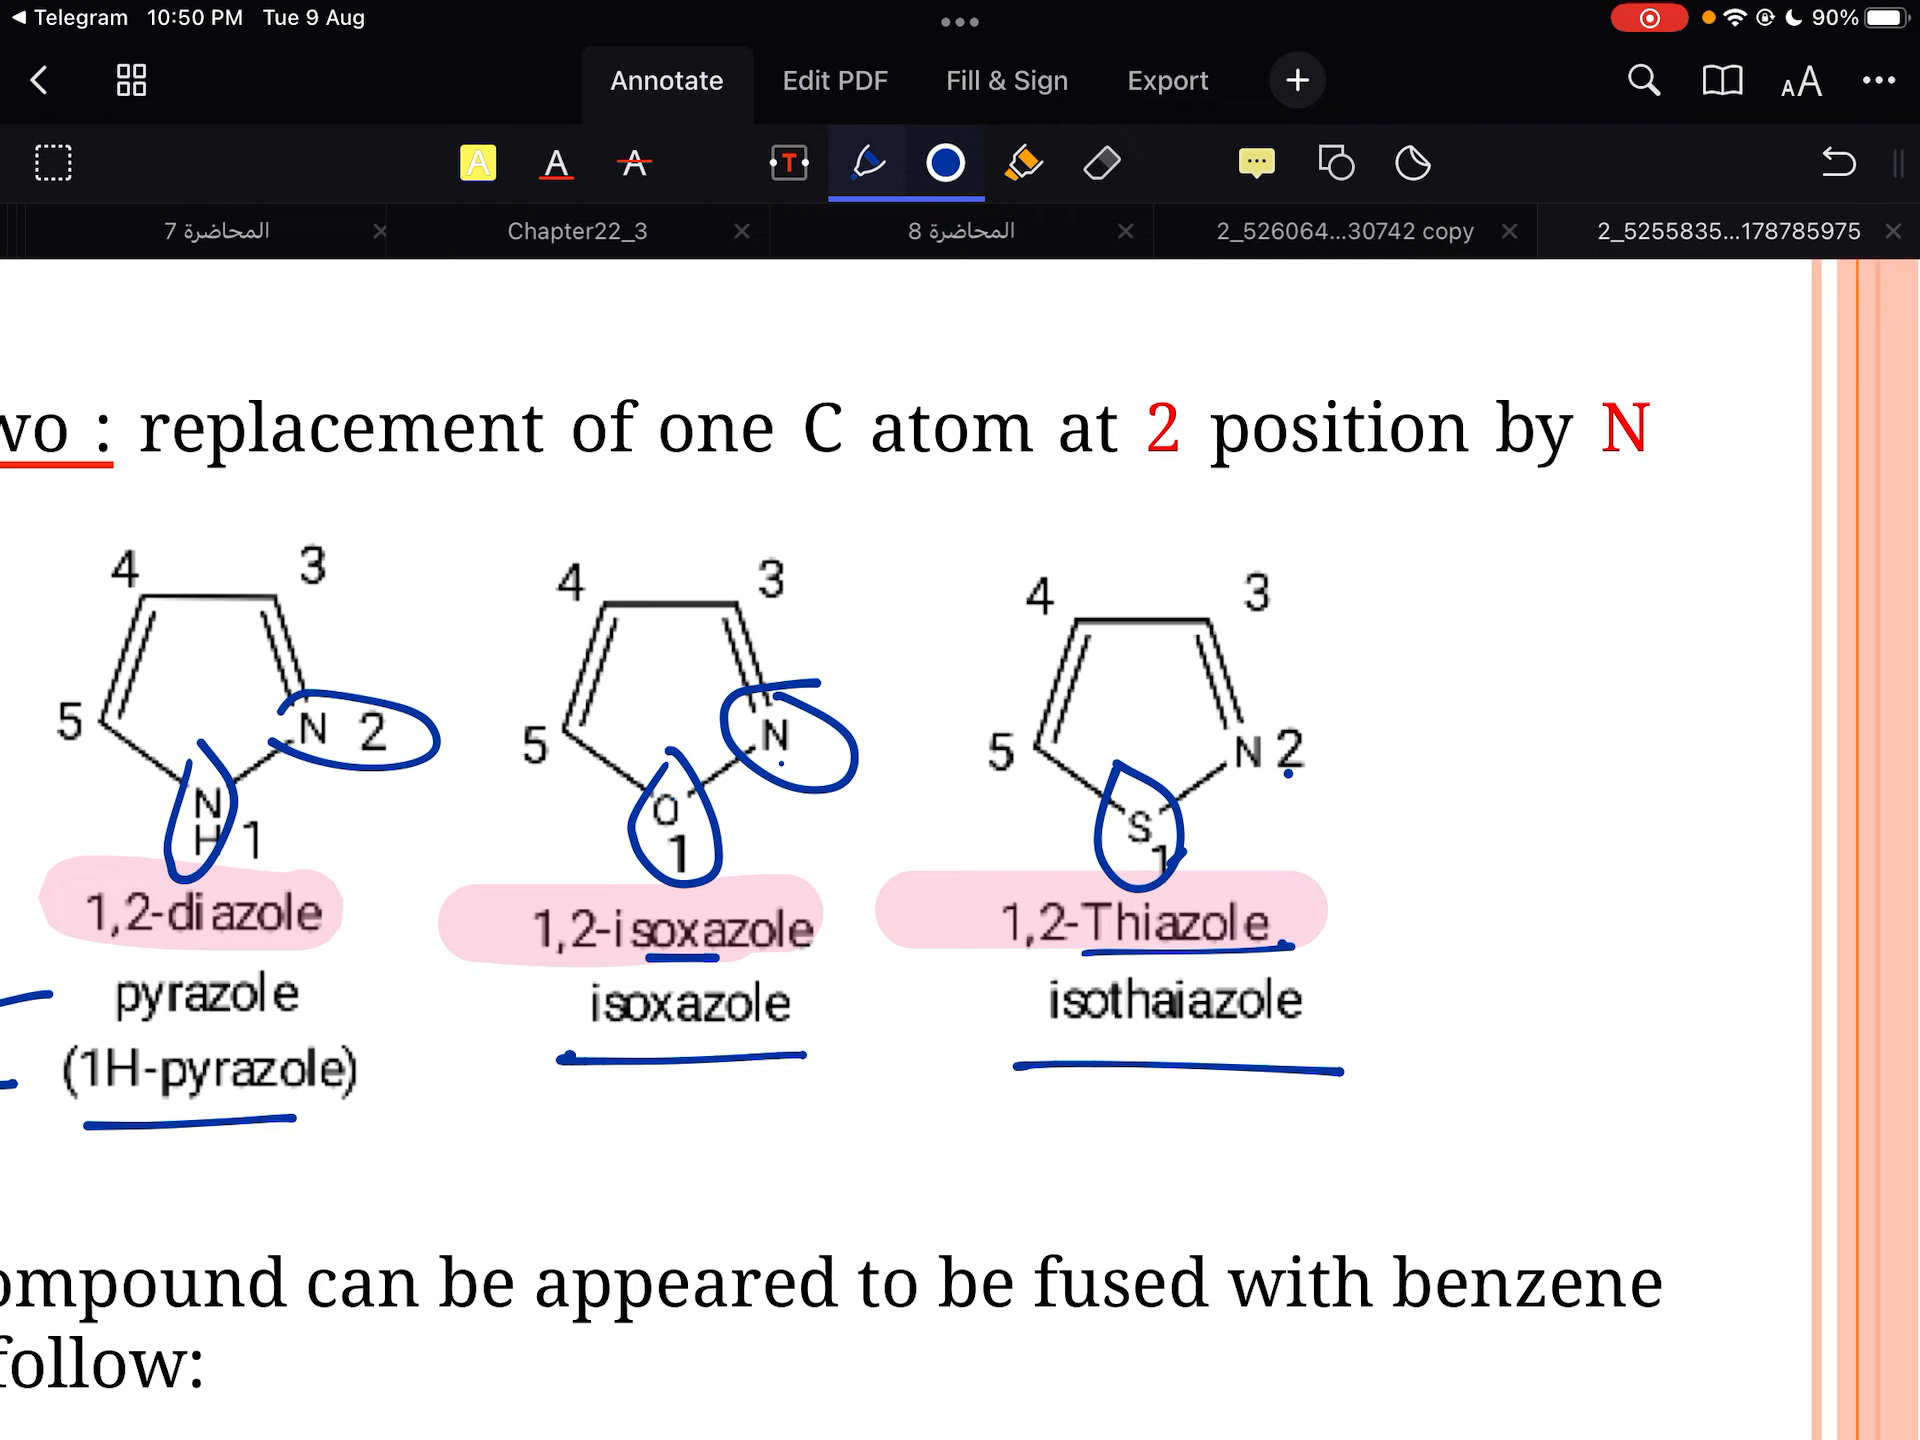 Telegram 10:50 PM Tue 9 Aug 90%
Annotate Edit PDF Fill & Sign Export
A A A T AA
المحاضرة 7 Chapter22_3 المحاضرة 8 2_526064...30742 copy 2_5255835...178785975
wo : replacement of one C atom at 2 position by N
4 3 4 3 4 3
5 N 2 5 N 5 N 2
N H 1 O 1 S 1
1,2-diazole 1,2-isoxazole 1,2-Thiazole
pyrazole isoxazole isothaiazole
(1H-pyrazole)
ompound can be appeared to be fused with benzene
follow: